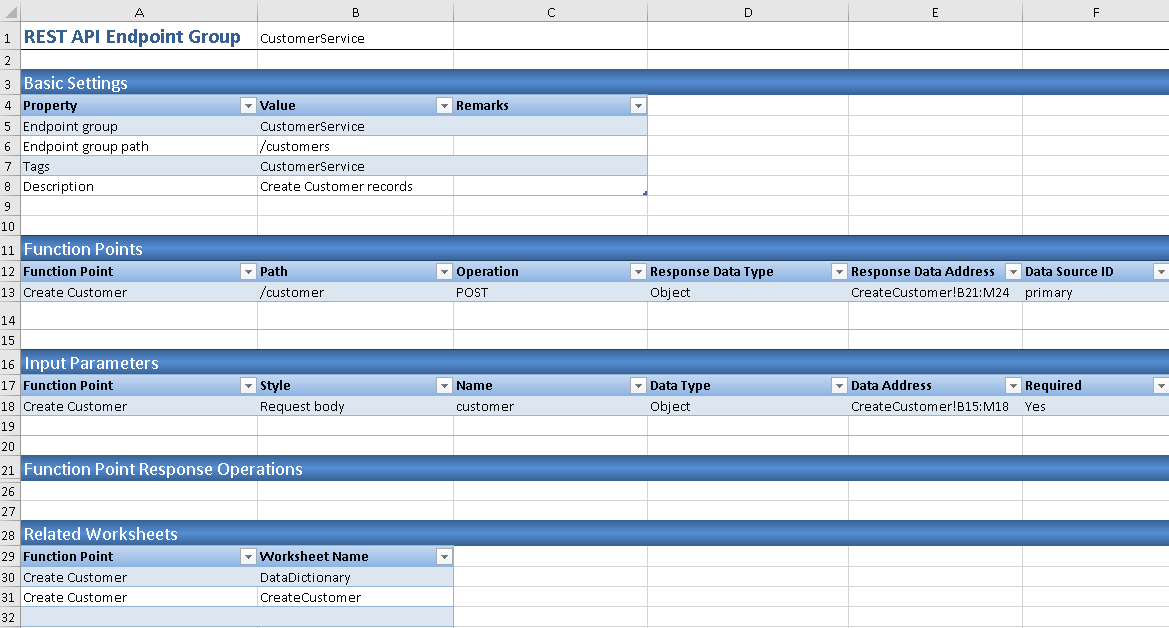 A B C D E F
1 REST API Endpoint Group CustomerService
2
3 Basic Settings
4 Property Value Remarks
5 Endpoint group CustomerService
6 Endpoint group path /customers
7 Tags CustomerService
8 Description Create Customer records
9
10
11 Function Points
12 Function Point Path Operation Response Data Type Response Data Address Data Source ID
13 Create Customer /customer POST Object CreateCustomer!B21:M24 primary
14
15
16 Input Parameters
17 Function Point Style Name Data Type Data Address Required
18 Create Customer Request body customer Object CreateCustomer!B15:M18 Yes
19
20
21 Function Point Response Operations
26
27
28 Related Worksheets
29 Function Point Worksheet Name
30 Create Customer DataDictionary
31 Create Customer CreateCustomer
32